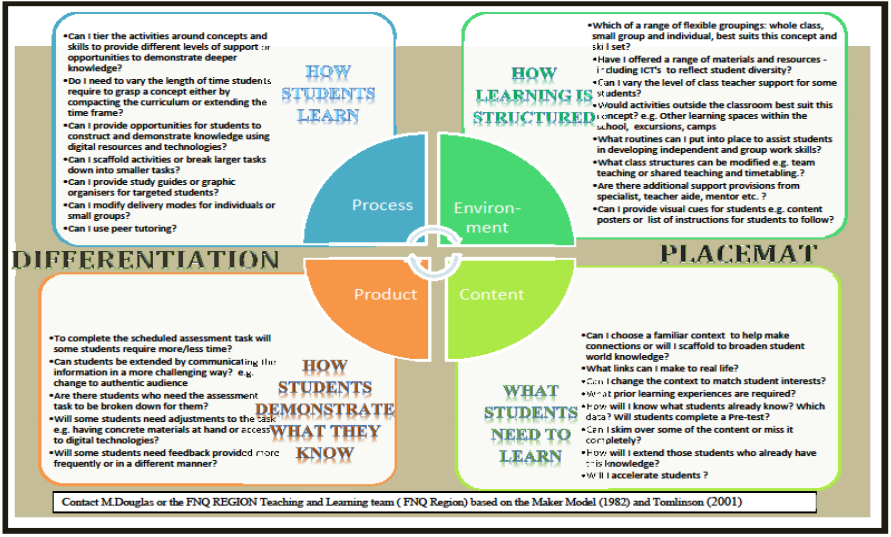 •Can I tier the activities around concepts and
skills to provide different levels of support or
opportunities to demonstrate deeper
knowledge?
•Do I need to vary the length of time students
require to grasp a concept either by
compacting the curriculum or extending the
time frame?
•Can I provide opportunities for students to
construct and demonstrate knowledge using
digital resources and technologies?
•Can I scaffold activities or break larger tasks
down into smaller tasks?
•Can I provide study guides or graphic
organisers for targeted students?
•Can I modify delivery modes for individuals or
small groups?
•Can I use peer tutoring?
HOW
STUDENTS
LEARN
Process
HOW
LEARNING IS
STRUCTURED
•Which of a range of flexible groupings: whole class,
small group and individual, best suits this concept and
skill set?
•Have I offered a range of materials and resources -
including ICT's to reflect student diversity?
•Can I vary the level of class teacher support for some
students?
•Would activities outside the classroom best suit this
concept? e.g. Other learning spaces within the
school, excursions, camps
•What routines can I put into place to assist students
in developing independent and group work skills?
•What class structures can be modified e.g. team
teaching or shared teaching and timetabling.?
•Are there additional support provisions from
specialist, teacher aide, mentor etc. ?
•Can I provide visual cues for students e.g. content
posters or list of instructions for students to follow?
Environ-
ment
DIFFERENTIATION
PLACEMAT
Product
Content
•To complete the scheduled assessment task will
some students require more/less time?
•Can students be extended by communicating the
information in a more challenging way? e.g.
change to authentic audience
•Are there students who need the assessment
task to be broken down for them?
•Will some students need adjustments to the task
e.g. having concrete materials at hand or access
to digital technologies?
•Will some students need feedback provided more
frequently or in a different manner?
HOW
STUDENTS
DEMONSTRATE
WHAT THEY
KNOW
WHAT
STUDENTS
NEED TO
LEARN
•Can I choose a familiar context to help make
connections or will I scaffold to broaden student
world knowledge?
•What links can I make to real life?
•Can I change the context to match student interests?
•What prior learning experiences are required?
•How will I know what students already know? Which
data? Will students complete a Pre-test?
•Can I skim over some of the content or miss it
completely?
•How will I extend those students who already have
this knowledge?
•Will I accelerate students ?
Contact M.Douglas or the FNQ REGION Teaching and Learning team ( FNQ Region) based on the Maker Model (1982) and Tomlinson (2001)